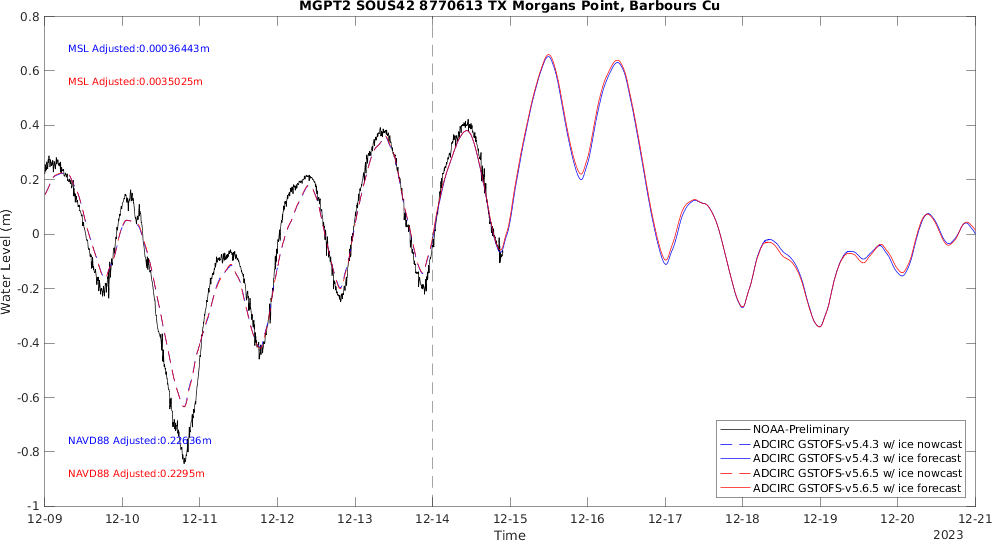 MGPT2 SOUS42 8770613 TX Morgans Point, Barbours Cu
0.8
0.6
0.4
0.2
0
-0.2
-0.4
-0.6
-0.8
-1
Water Level (m)
MSL Adjusted:0.00036443m
MSL Adjusted:0.0035025m
NAVD88 Adjusted:0.22636m
NAVD88 Adjusted:0.2295m
NOAA-Preliminary
ADCIRC GSTOFS-v5.4.3 w/ ice nowcast
ADCIRC GSTOFS-v5.4.3 w/ ice forecast
ADCIRC GSTOFS-v5.6.5 w/ ice nowcast
ADCIRC GSTOFS-v5.6.5 w/ ice forecast
12-09 12-10 12-11 12-12 12-13 12-14 12-15 12-16 12-17 12-18 12-19 12-20 12-21
Time
2023